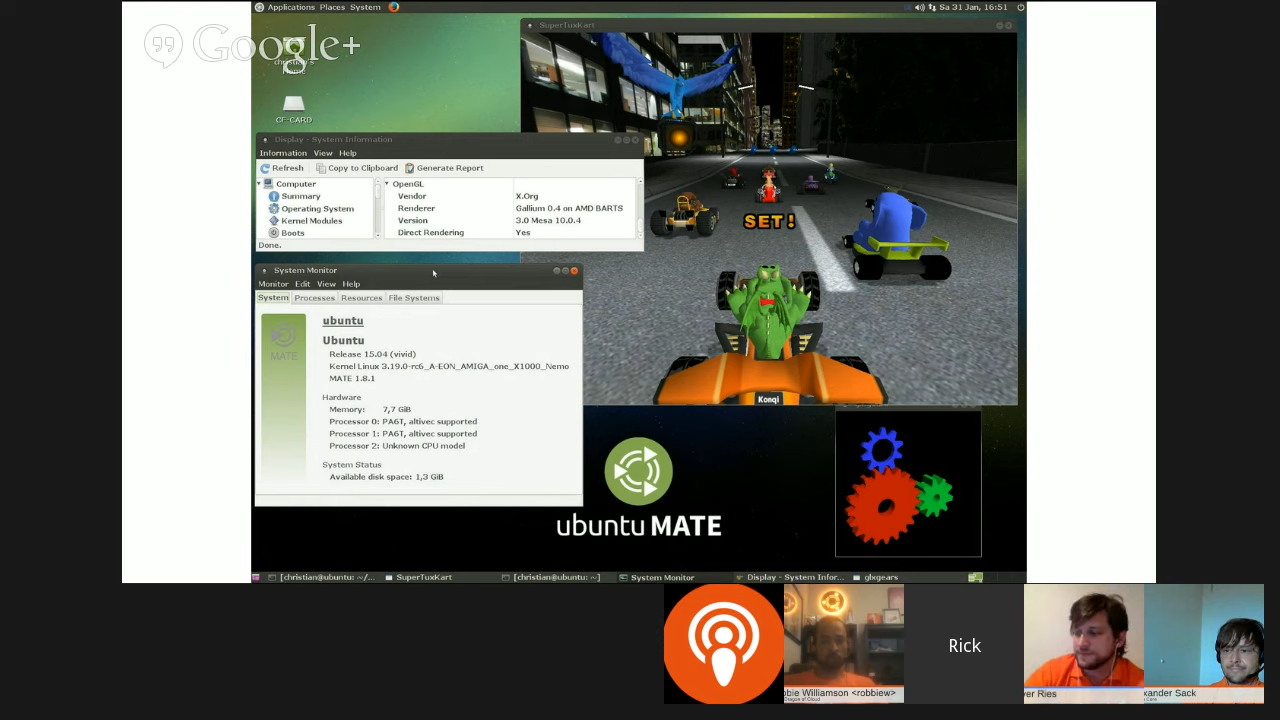 Applications Places System
Sa 31 Jan, 16:51
Google+
christian's
Home
CF-CARD
SuperTuxKart
SET!
Konqi
Display - System Information
Information View Help
Refresh Copy to Clipboard Generate Report
Computer
Summary
Operating System
Kernel Modules
Boots
OpenGL
Vendor X.Org
Renderer Gallium 0.4 on AMD BARTS
Version 3.0 Mesa 10.0.4
Direct Rendering Yes
Done.
System Monitor
Monitor Edit View Help
System Processes Resources File Systems
MATE
ubuntu
Ubuntu
Release 15.04 (vivid)
Kernel Linux 3.19.0-rc6_A-EON_AMIGA_one_X1000_Nemo
MATE 1.8.1
Hardware
Memory: 7,7 GiB
Processor 0: PA6T, altivec supported
Processor 1: PA6T, altivec supported
Processor 2: Unknown CPU model
System Status
Available disk space: 1,3 GiB
ubuntu MATE
[christian@ubuntu: ~/... SuperTuxKart [christian@ubuntu: ~] System Monitor Display - System Infor... glxgears
Rick
bbie Williamson <robbiew>
ver Ries
xander Sack